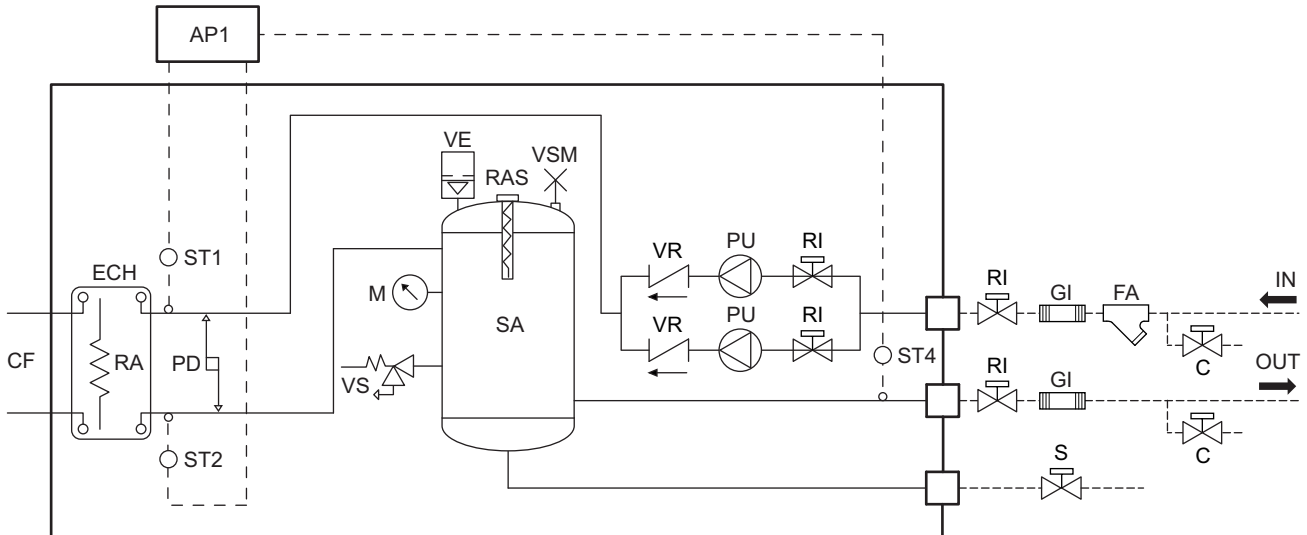 AP1
VE
VSM
RAS
ST1
VR
PU
RI
ECH
RI
GI
FA
IN
M
SA
CF
RA
PD
VR
PU
RI
ST4
C
OUT
VS
RI
GI
ST2
C
S